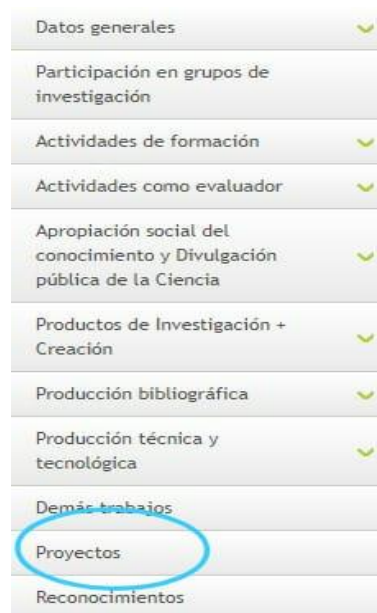 Datos generales
Participación en grupos de
investigación
Actividades de formación
Actividades como evaluador
Apropiación social del
conocimiento y Divulgación
pública de la Ciencia
Productos de Investigación +
Creación
Producción bibliográfica
Producción técnica y
tecnológica
Demás trabajos
Proyectos
Reconocimientos